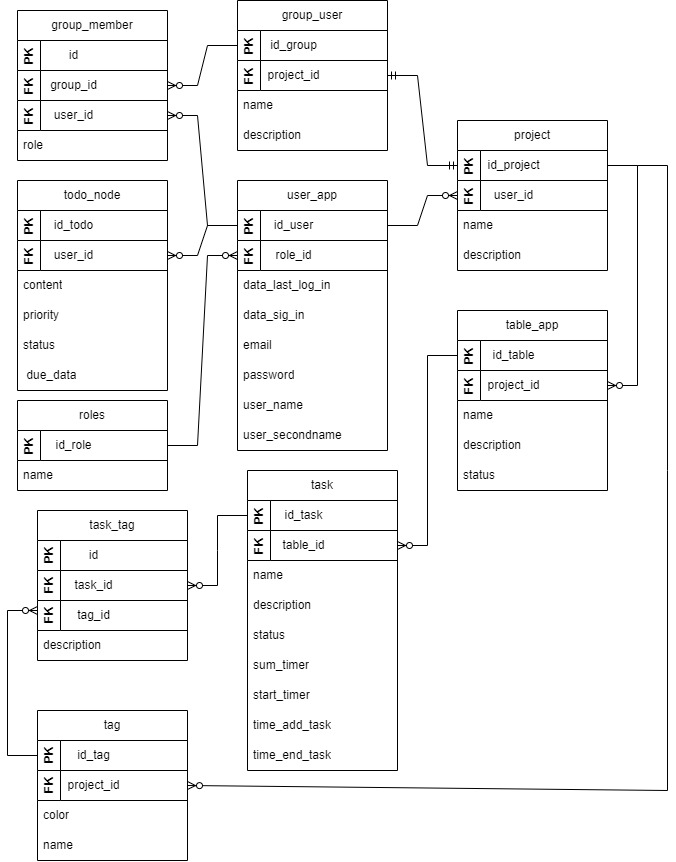 group_member
PK id
FK group_id
FK user_id
role
group_user
PK id_group
FK project_id
name
description
project
PK id_project
FK user_id
name
description
todo_node
PK id_todo
FK user_id
content
priority
status
due_data
user_app
PK id_user
FK role_id
data_last_log_in
data_sig_in
email
password
user_name
user_secondname
table_app
PK id_table
FK project_id
name
description
status
roles
PK id_role
name
task
PK id_task
FK table_id
name
description
status
sum_timer
start_timer
time_add_task
time_end_task
task_tag
PK id
FK task_id
FK tag_id
description
tag
PK id_tag
FK project_id
color
name